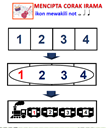 MENCIPTA CORAK IRAMA
Ikon mewakili not
1 2 3 4
1 2 3 4